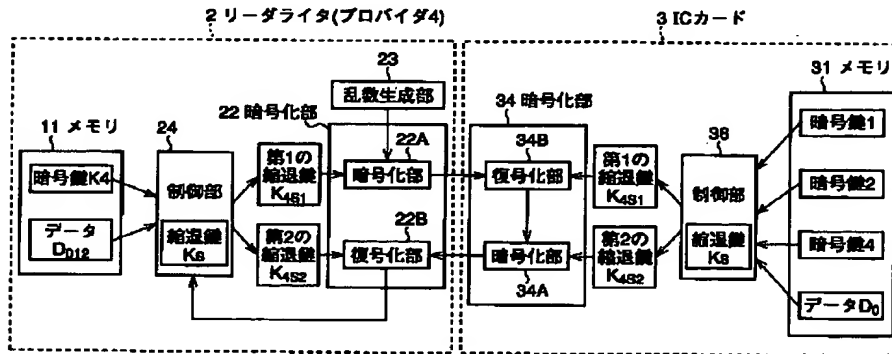 2 リーダライタ(プロバイダ4)
3 ICカード
23
乱数生成部
31 メモリ
11 メモリ
24
22 暗号化部
34 暗号化部
38
暗号鍵1
暗号鍵2
暗号鍵4
データD0
暗号鍵K4
データ
DD12
制御部
縮退鍵
Ks
第1の
縮退鍵
K4S1
第2の
縮退鍵
K4S2
22A
暗号化部
22B
復号化部
34B
復号化部
暗号化部
34A
第1の
縮退鍵
K4S1
第2の
縮退鍵
K4S2
制御部
縮退鍵
Ks